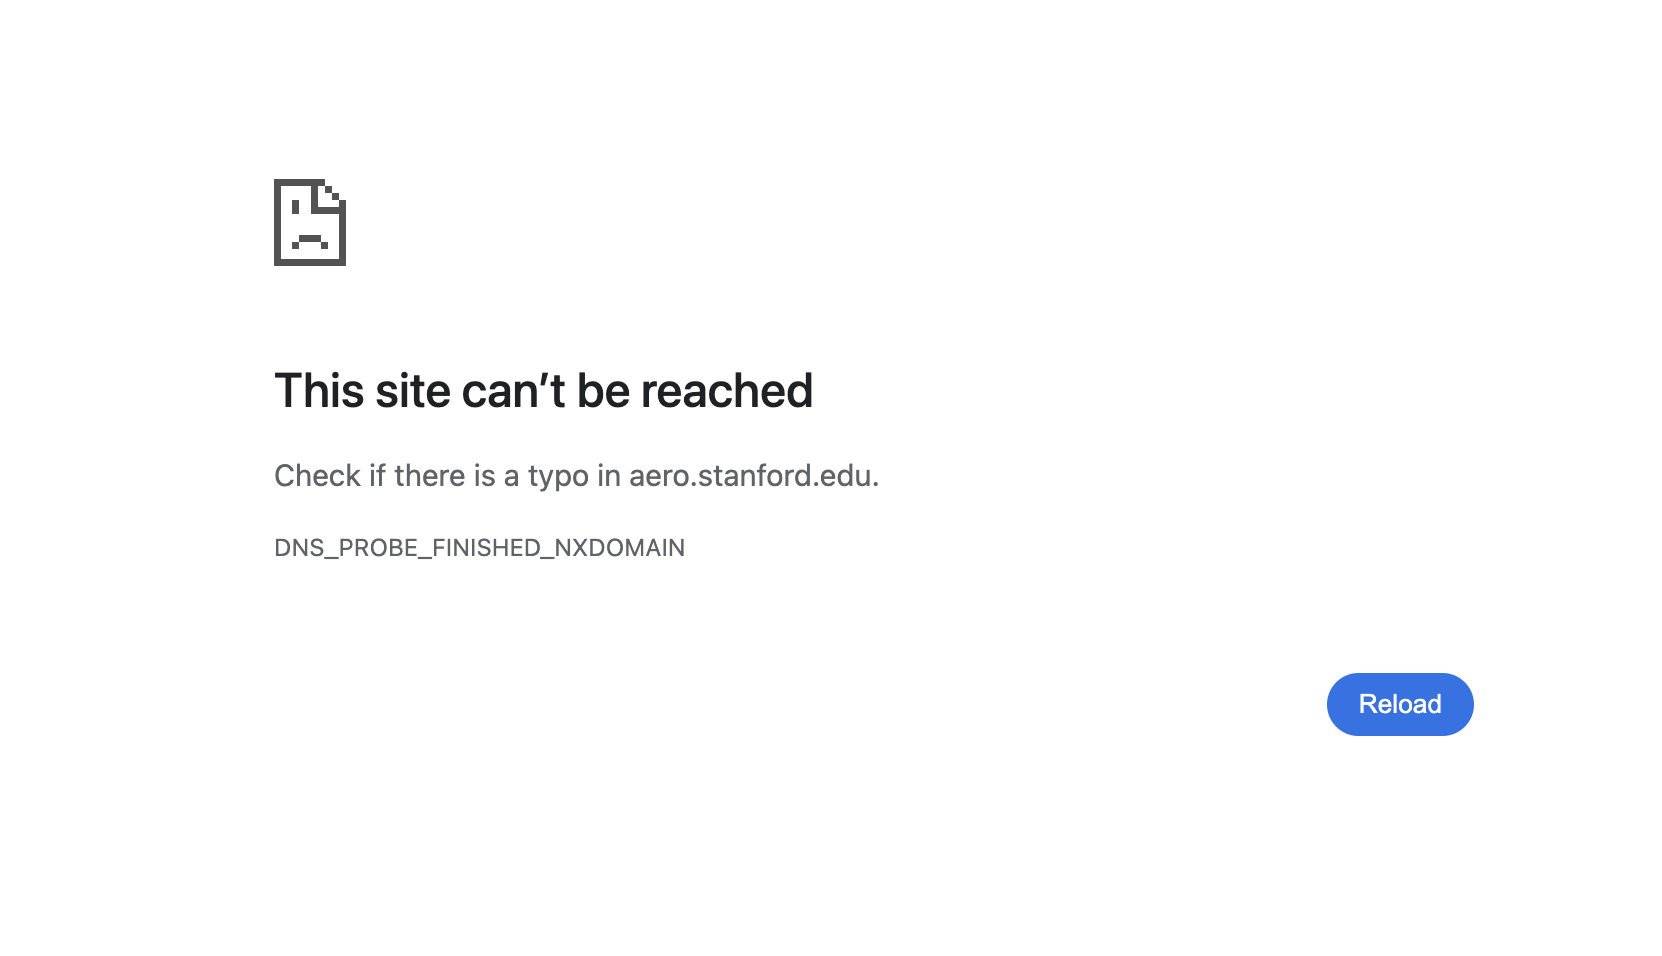 This site can’t be reached
Check if there is a typo in aero.stanford.edu.
DNS_PROBE_FINISHED_NXDOMAIN
Reload